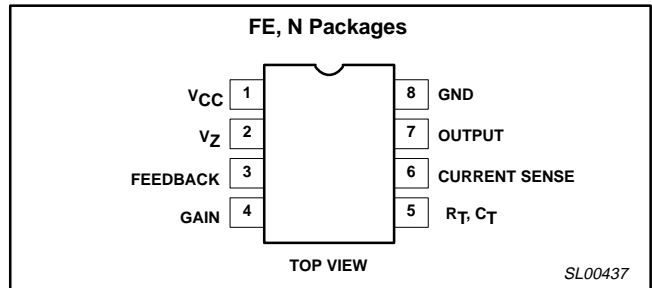 FE, N Packages
VCC 1 8 GND
VZ 2 7 OUTPUT
FEEDBACK 3 6 CURRENT SENSE
GAIN 4 5 RT, CT
TOP VIEW
SL00437